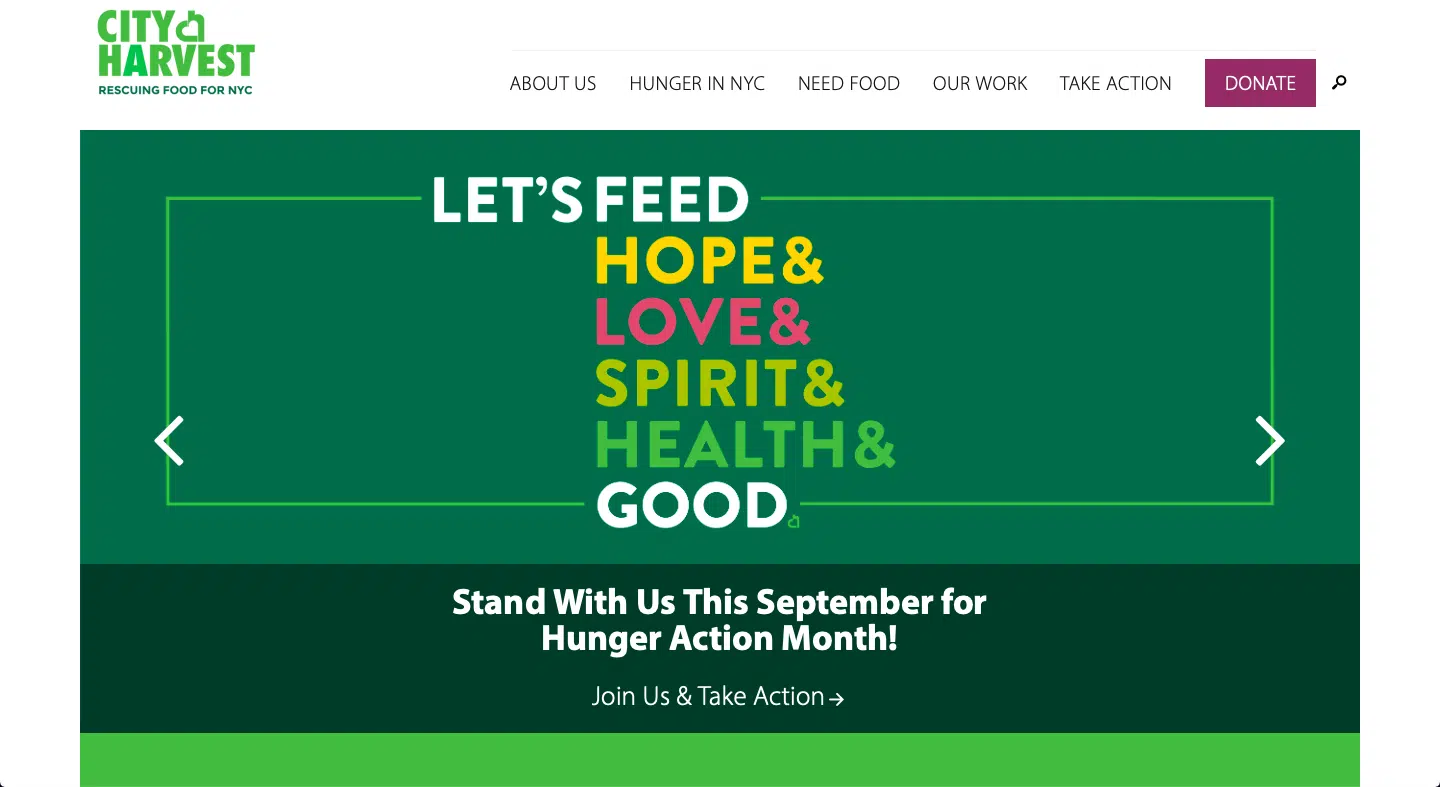 CITY
HARVEST
RESCUING FOOD FOR NYC
ABOUT US HUNGER IN NYC NEED FOOD OUR WORK TAKE ACTION DONATE
LET’S FEED
HOPE&
LOVE&
SPIRIT&
HEALTH&
GOOD
Stand With Us This September for
Hunger Action Month!
Join Us & Take Action →